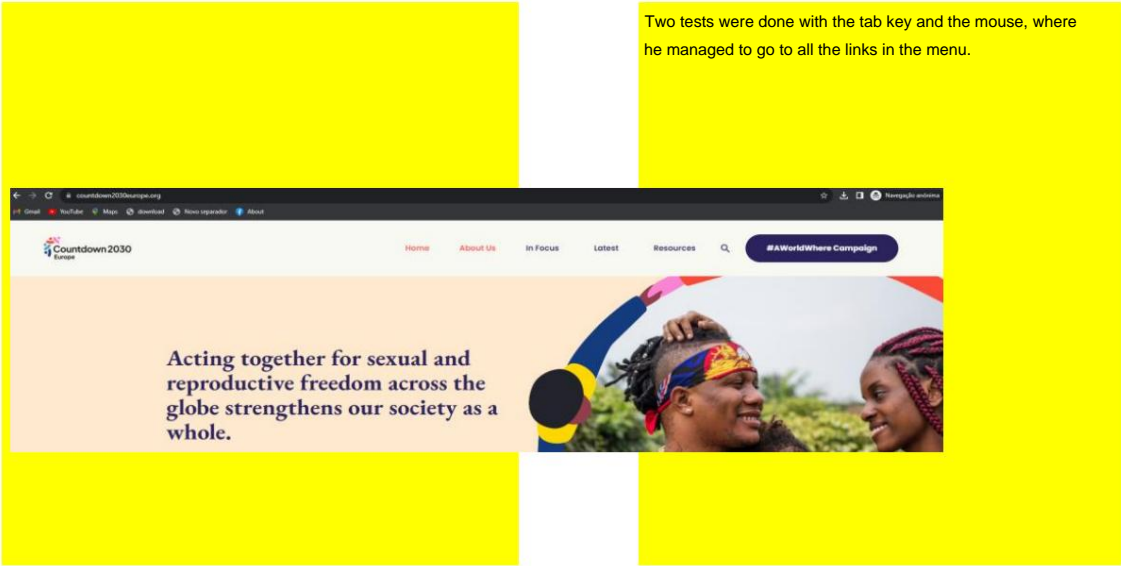 Two tests were done with the tab key and the mouse, where
he managed to go to all the links in the menu.
countdown2030europe.org
Navegação anónima
Gmail YouTube Maps download Novo separador About
Countdown 2030
Europe
Home About Us In Focus Latest Resources #AWorldWhere Campaign
Acting together for sexual and
reproductive freedom across the
globe strengthens our society as a
whole.